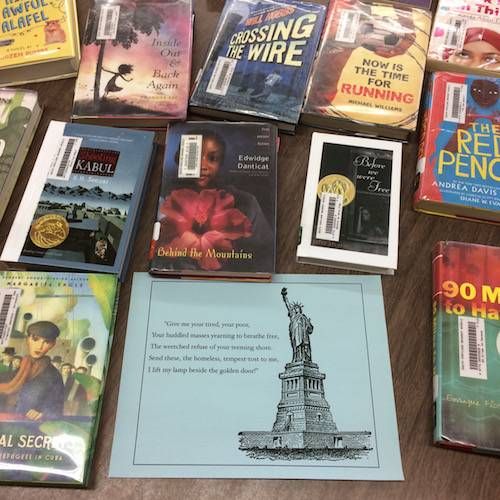 AWFUL
ALAFEL
Inside
Out &
Back
Again
WILL HOBBS
CROSSING
THE WIRE
NOW IS
THE TIME
FOR
RUNNING
MICHAEL WILLIAMS
KABUL
Edwidge
Danticat
Behind the Mountains
Before
we were
Free
THE
RED
PENC
ANDREA DAVIS
MARGARITA ENGLE
AL SECRE
REFUGEES IN CUBA
90 M
to Ha
"Give me your tired, your poor,
Your huddled masses yearning to breathe free,
The wretched refuse of your teeming shore.
Send these, the homeless, tempest-tost to me,
I lift my lamp beside the golden door!"